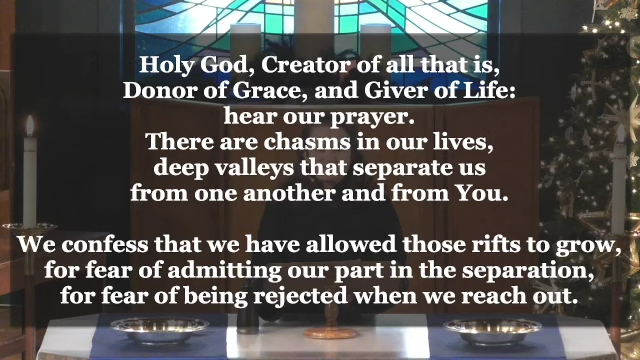 Holy God, Creator of all that is,
Donor of Grace, and Giver of Life:
hear our prayer.
There are chasms in our lives,
deep valleys that separate us
from one another and from You.
We confess that we have allowed those rifts to grow,
for fear of admitting our part in the separation,
for fear of being rejected when we reach out.